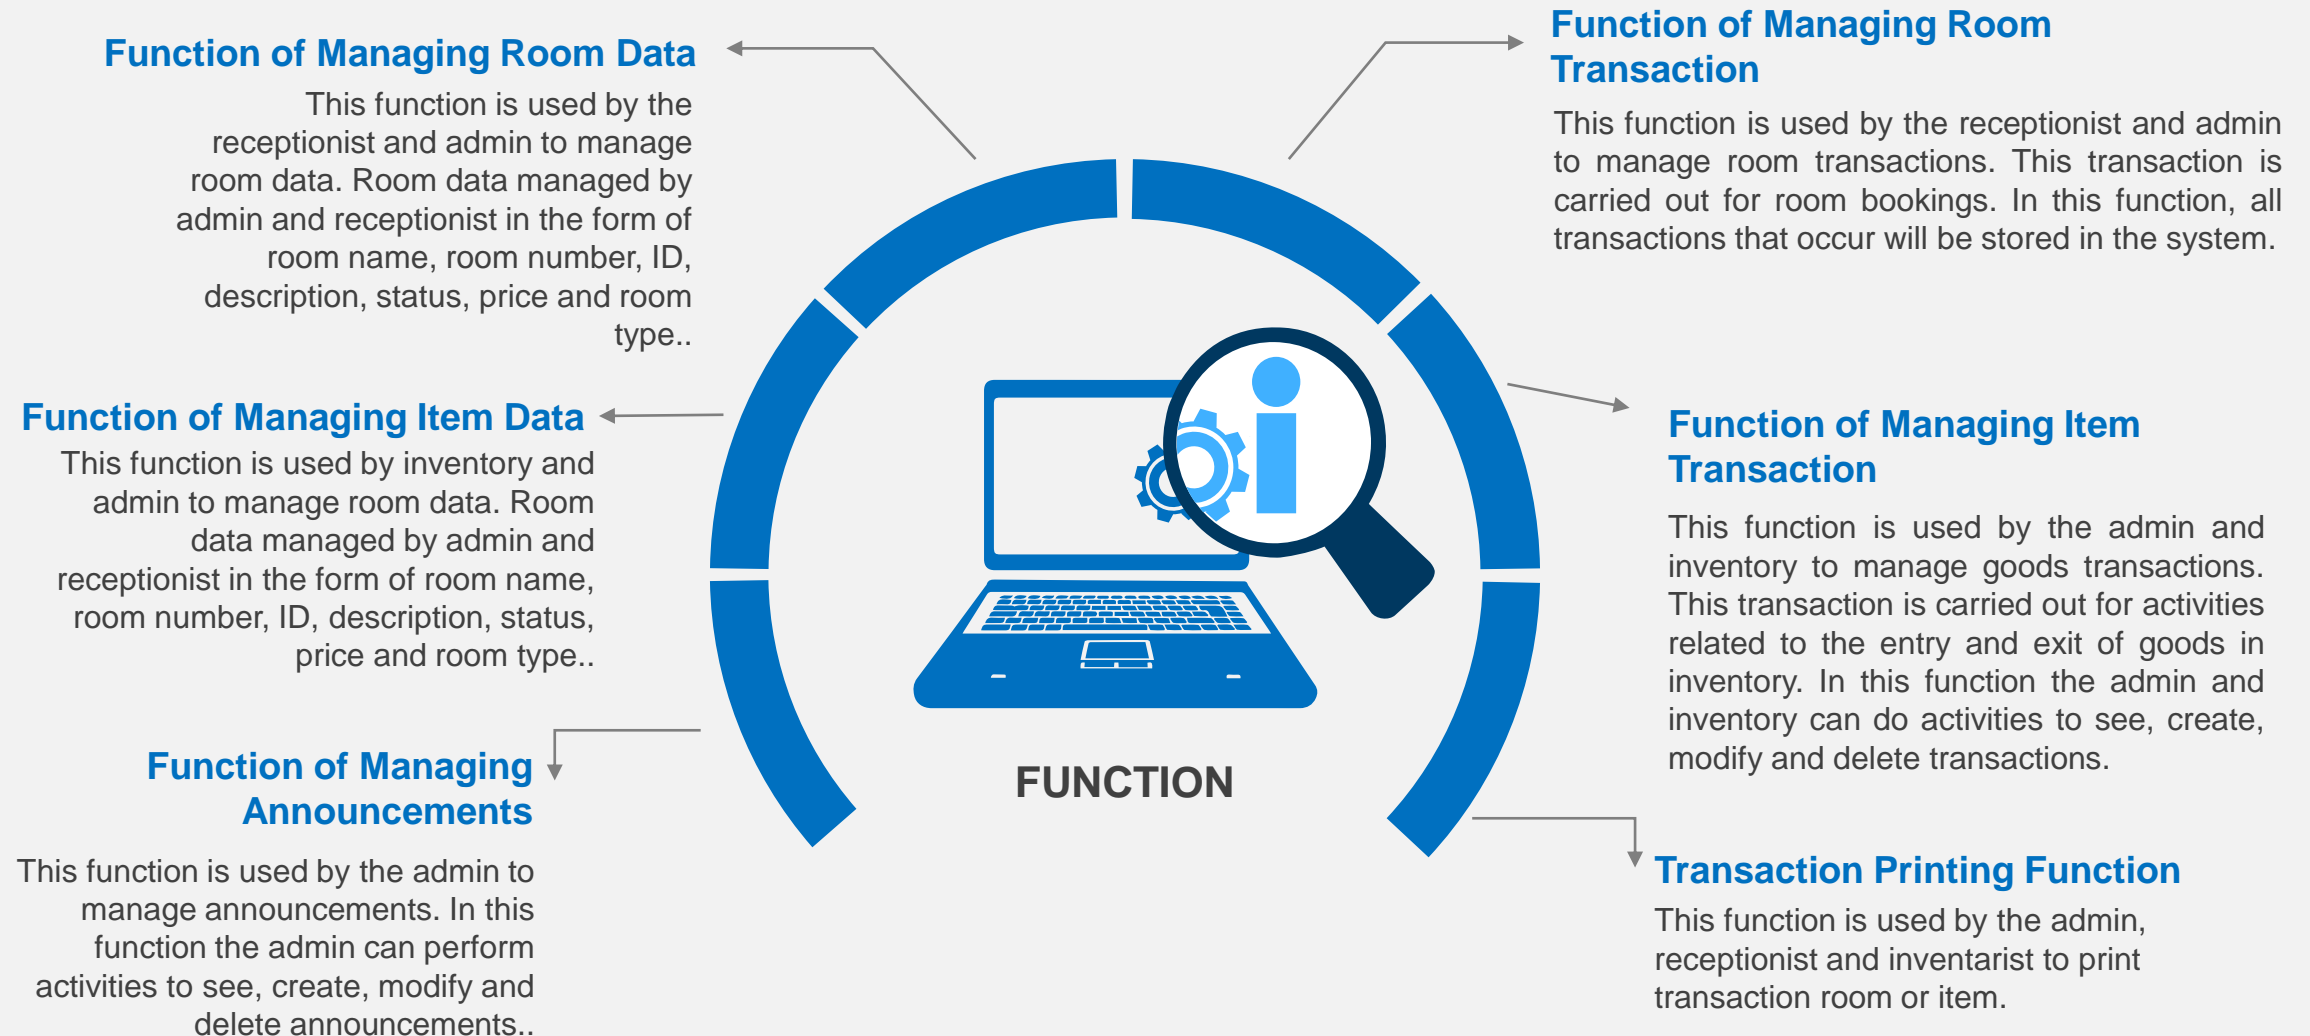 Function of Managing Room Data
This function is used by the
receptionist and admin to manage
room data. Room data managed by
admin and receptionist in the form of
room name, room number, ID,
description, status, price and room
type..
Function of Managing Item Data
This function is used by inventory and
admin to manage room data. Room
data managed by admin and
receptionist in the form of room name,
room number, ID, description, status,
price and room type..
Function of Managing
Announcements
This function is used by the admin to
manage announcements. In this
function the admin can perform
activities to see, create, modify and
delete announcements..
FUNCTION
Function of Managing Room
Transaction
This function is used by the receptionist and admin
to manage room transactions. This transaction is
carried out for room bookings. In this function, all
transactions that occur will be stored in the system.
Function of Managing Item
Transaction
This function is used by the admin and
inventory to manage goods transactions.
This transaction is carried out for activities
related to the entry and exit of goods in
inventory. In this function the admin and
inventory can do activities to see, create,
modify and delete transactions.
Transaction Printing Function
This function is used by the admin,
receptionist and inventarist to print
transaction room or item.